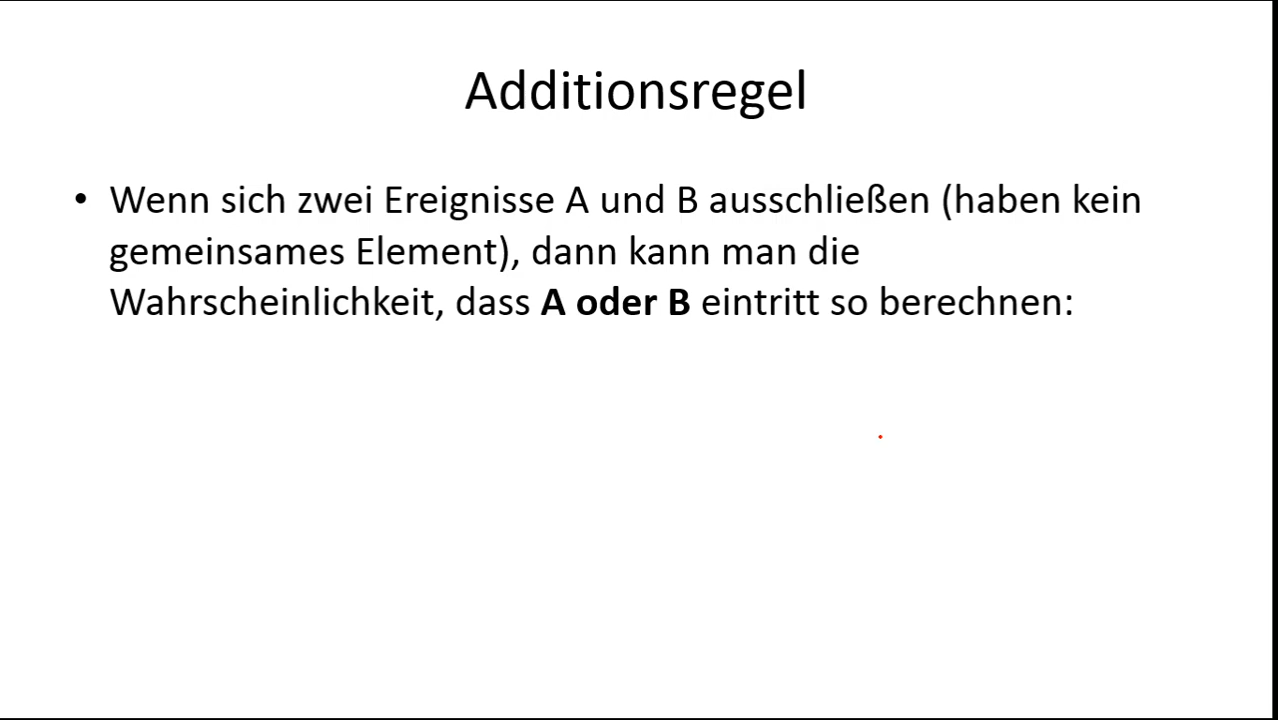 Additionsregel
• Wenn sich zwei Ereignisse A und B ausschließen (haben kein
gemeinsames Element), dann kann man die
Wahrscheinlichkeit, dass A oder B eintritt so berechnen: